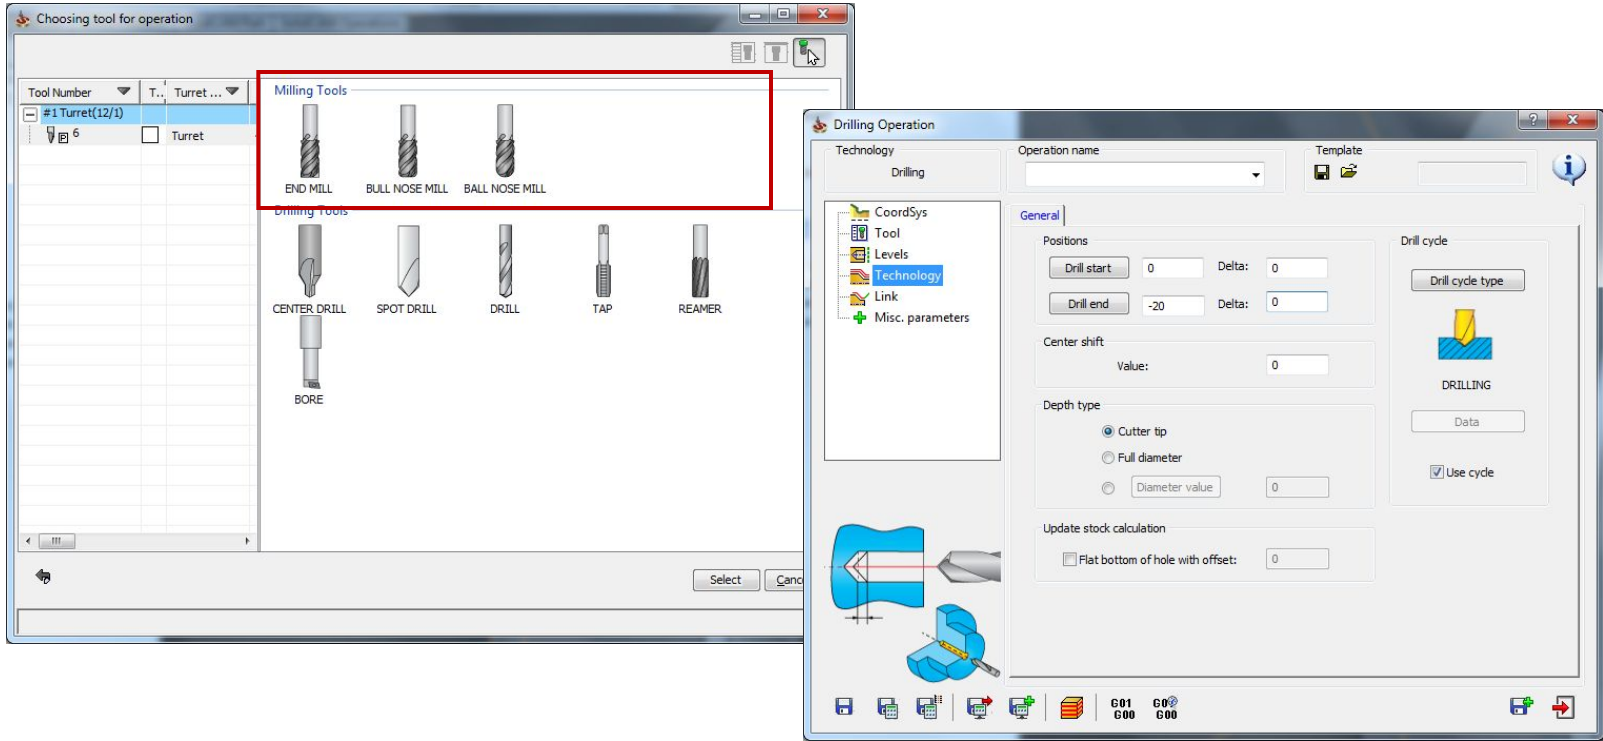 Choosing tool for operation
Tool Number T.. Turret ...
#1 Turret(12/1)
6 Turret
Milling Tools
END MILL BULL NOSE MILL BALL NOSE MILL
Drilling Tools
CENTER DRILL SPOT DRILL DRILL TAP REAMER
BORE
Select Canc
Drilling Operation
Technology
Drilling
Operation name
Template
CoordSys
Tool
Levels
Technology
Link
Misc. parameters
General
Positions
Drill start 0 Delta: 0
Drill end -20 Delta: 0
Center shift
Value: 0
Depth type
Cutter tip
Full diameter
Diameter value 0
Update stock calculation
Flat bottom of hole with offset: 0
Drill cycle
Drill cycle type
DRILLING
Data
Use cycle
G01
G00
G00